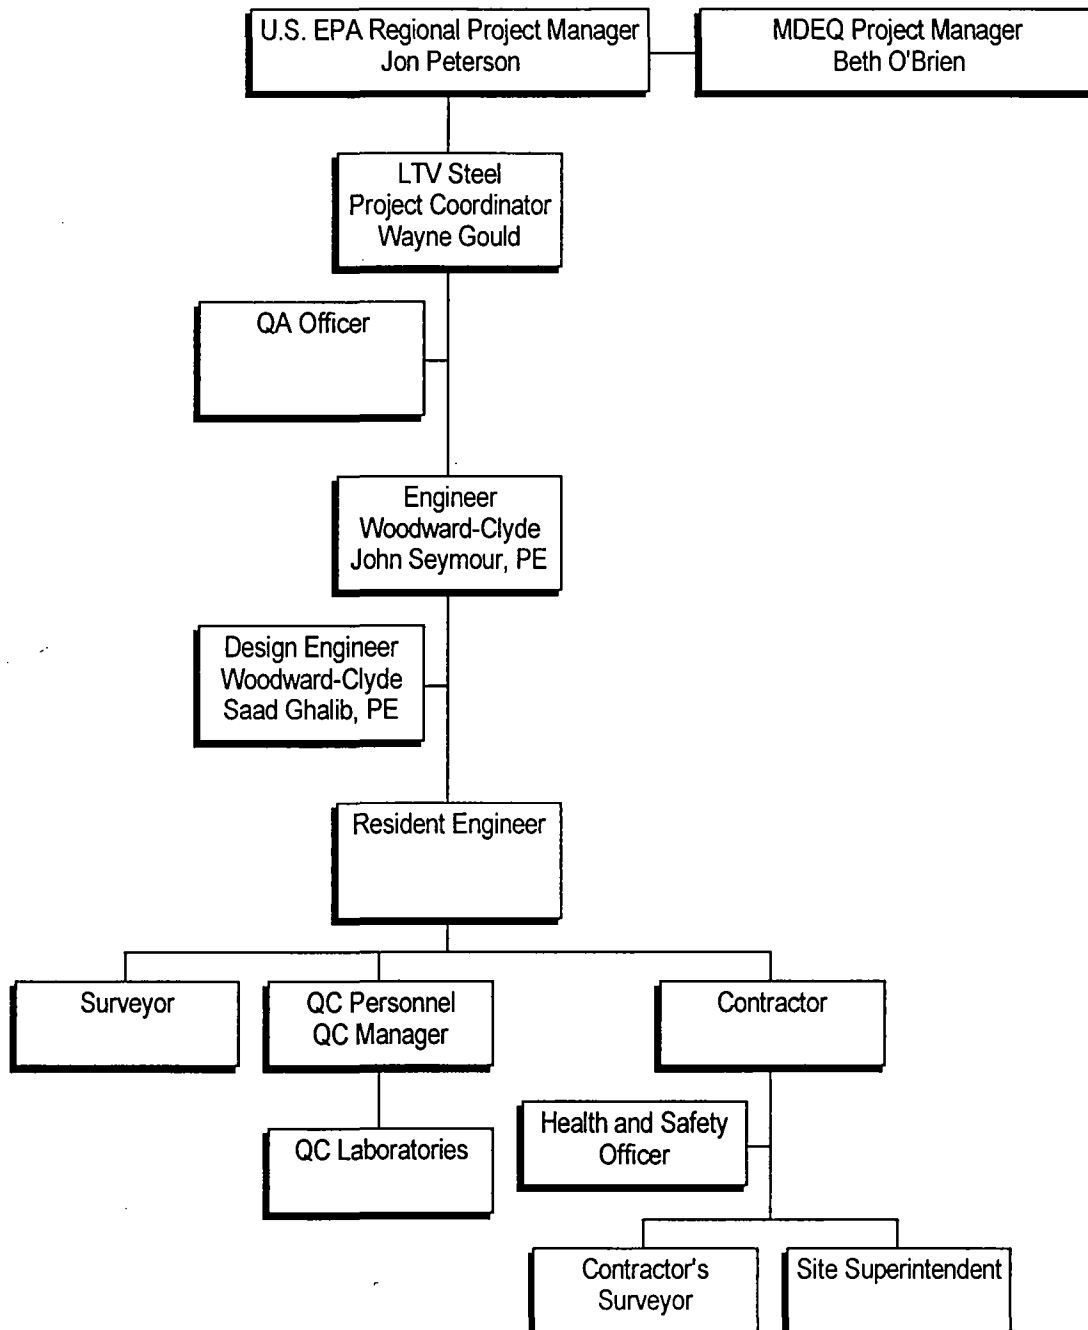 U.S. EPA Regional Project Manager
Jon Peterson
MDEQ Project Manager
Beth O'Brien
LTV Steel
Project Coordinator
Wayne Gould
QA Officer
Engineer
Woodward-Clyde
John Seymour, PE
Design Engineer
Woodward-Clyde
Saad Ghalib, PE
Resident Engineer
Surveyor
QC Personnel
QC Manager
Contractor
QC Laboratories
Health and Safety
Officer
Contractor's
Surveyor
Site Superintendent